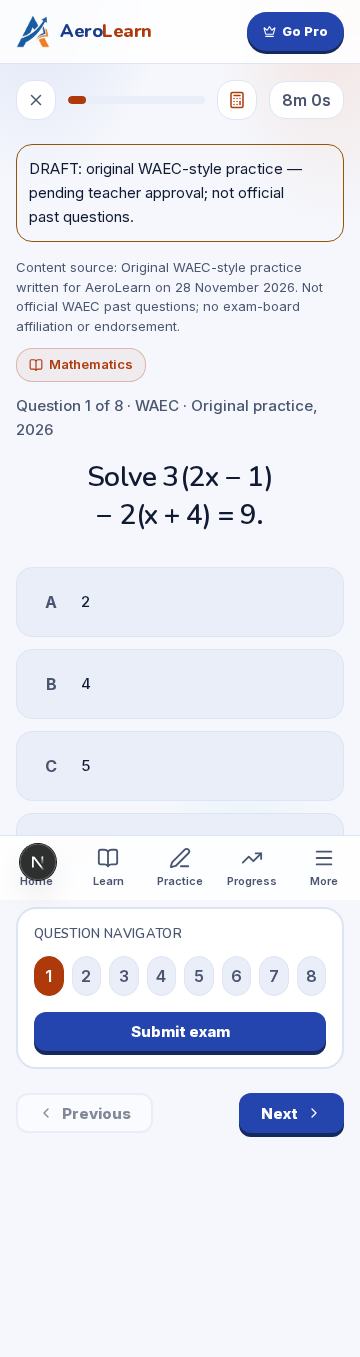 AeroLearn
Go Pro
8m 0s
DRAFT: original WAEC-style practice —
pending teacher approval; not official
past questions.
Content source: Original WAEC-style practice
written for AeroLearn on 28 November 2026. Not
official WAEC past questions; no exam-board
affiliation or endorsement.
Mathematics
Question 1 of 8 · WAEC · Original practice,
2026
Solve 3(2x − 1)
− 2(x + 4) = 9.
A 2
B 4
C 5
N
Home Learn Practice Progress More
QUESTION NAVIGATOR
1 2 3 4 5 6 7 8
Submit exam
Previous Next